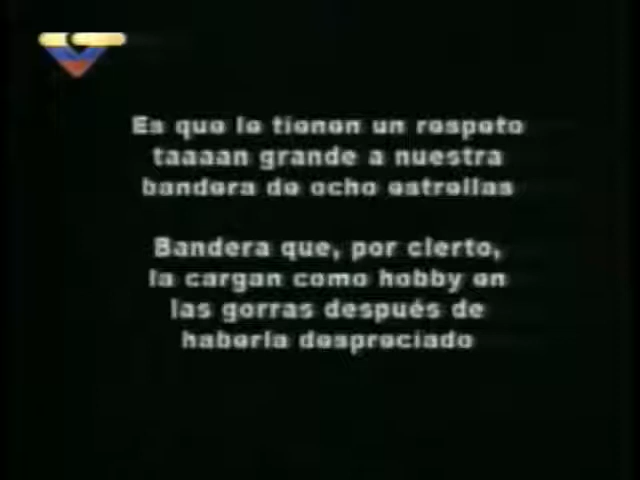 Es que le tienen un respeto
taaaan grande a nuestra
bandera de ocho estrellas
Bandera que, por cierto,
la cargan como hobby en
las gorras después de
haberla despreciado